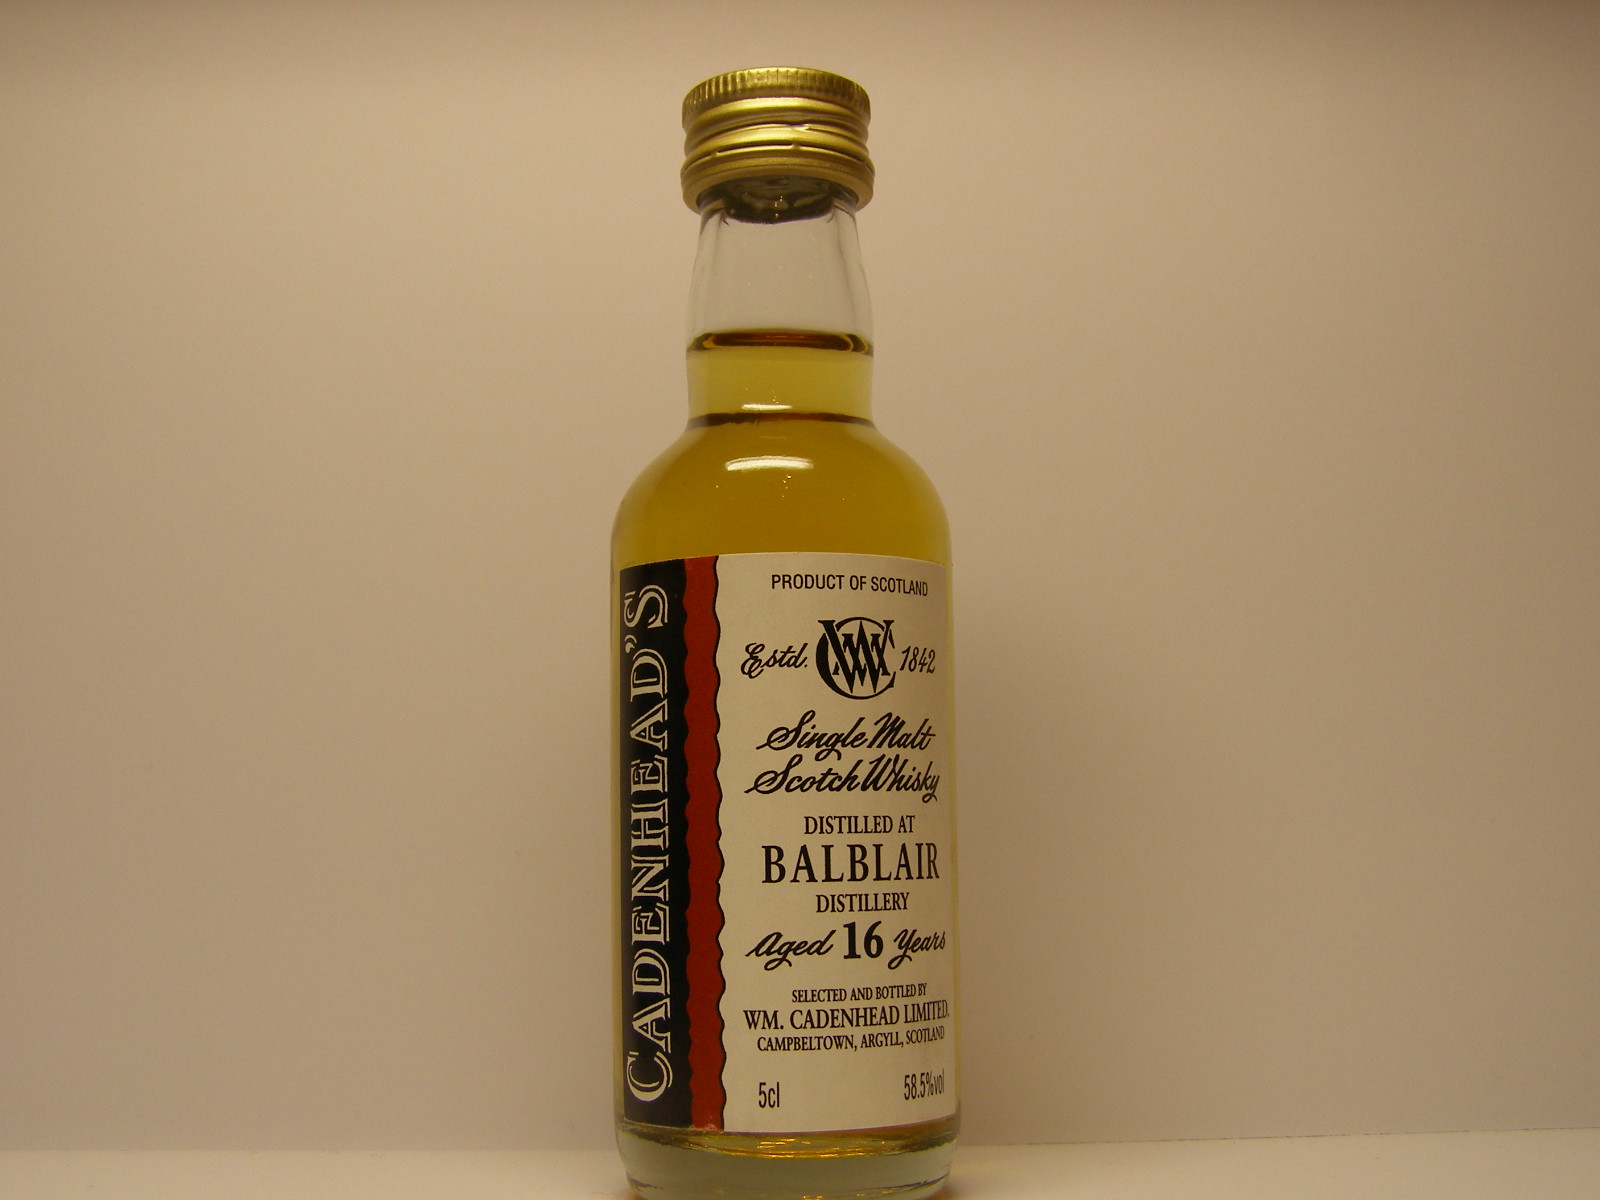 CADENHEAD'S
PRODUCT OF SCOTLAND
Estd. WC 1842
Single Malt
Scotch Whisky
DISTILLED AT
BALBLAIR
DISTILLERY
Aged 16 Years
SELECTED AND BOTTLED BY
WM. CADENHEAD LIMITED,
CAMPBELTOWN, ARGYLL, SCOTLAND
5cl 58.5%vol